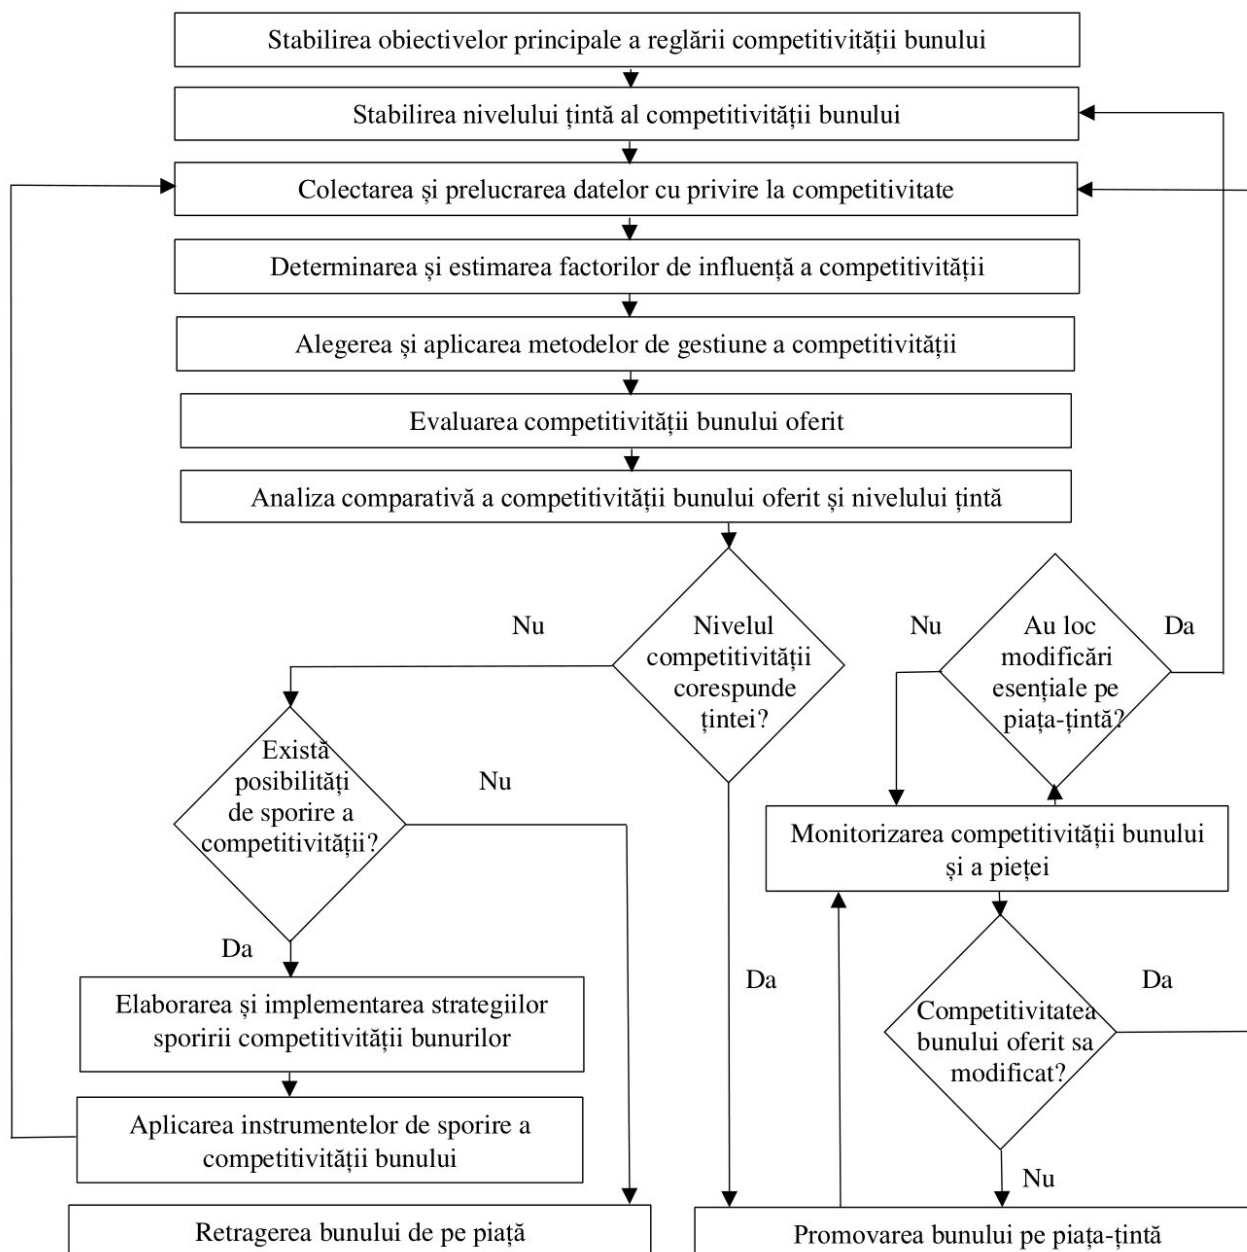 Stabilirea obiectivelor principale a reglării competitivității bunului
Stabilirea nivelului țintă al competitivității bunului
Colectarea și prelucrarea datelor cu privire la competitivitate
Determinarea și estimarea factorilor de influență a competitivității
Alegerea și aplicarea metodelor de gestiune a competitivității
Evaluarea competitivității bunului oferit
Analiza comparativă a competitivității bunului oferit și nivelului țintă
Nu
Nivelul
competitivității
corespunde
țintei?
Nu
Au loc
modificări
esențiale pe
piața-țintă?
Da
Există
posibilități
de sporire a
competitivității?
Nu
Monitorizarea competitivității bunului
și a pieței
Da
Da
Da
Elaborarea și implementarea strategiilor
sporirii competitivității bunurilor
Competitivitatea
bunului oferit sa
modificat?
Aplicarea instrumentelor de sporire a
competitivității bunului
Nu
Retragerea bunului de pe piață
Promovarea bunului pe piața-țintă